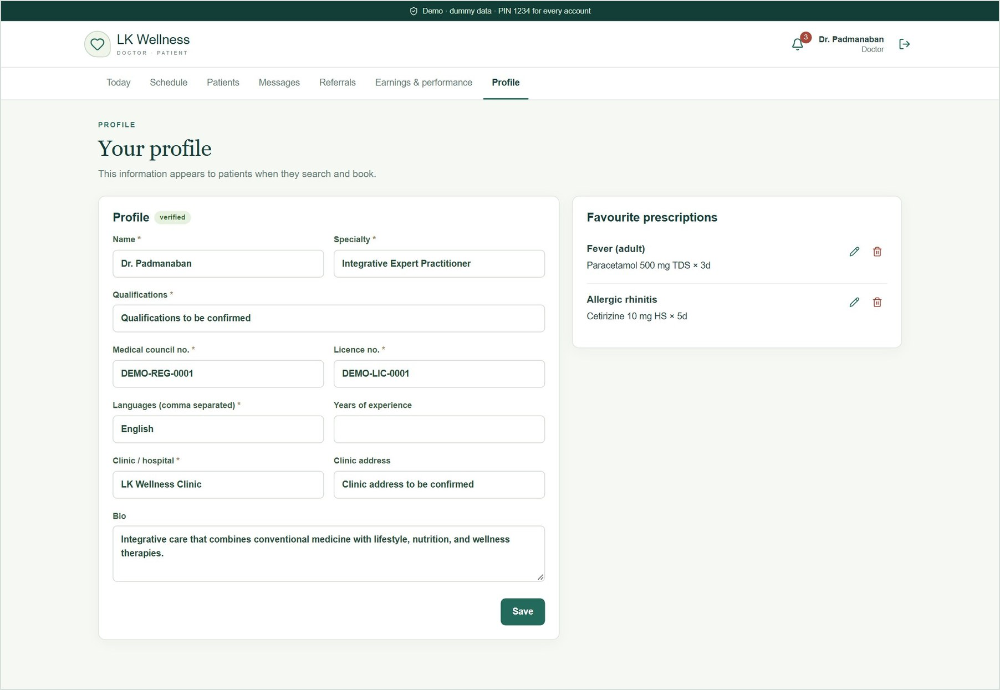 Demo · dummy data · PIN 1234 for every account
LK Wellness
DOCTOR · PATIENT
3
Dr. Padmanaban
Doctor
Today
Schedule
Patients
Messages
Referrals
Earnings & performance
Profile
PROFILE
Your profile
This information appears to patients when they search and book.
Profile
verified
Name *
Dr. Padmanaban
Specialty *
Integrative Expert Practitioner
Qualifications *
Qualifications to be confirmed
Medical council no. *
DEMO-REG-0001
Licence no. *
DEMO-LIC-0001
Languages (comma separated) *
English
Years of experience
Clinic / hospital *
LK Wellness Clinic
Clinic address
Clinic address to be confirmed
Bio
Integrative care that combines conventional medicine with lifestyle, nutrition, and wellness
therapies.
Save
Favourite prescriptions
Fever (adult)
Paracetamol 500 mg TDS × 3d
Allergic rhinitis
Cetirizine 10 mg HS × 5d